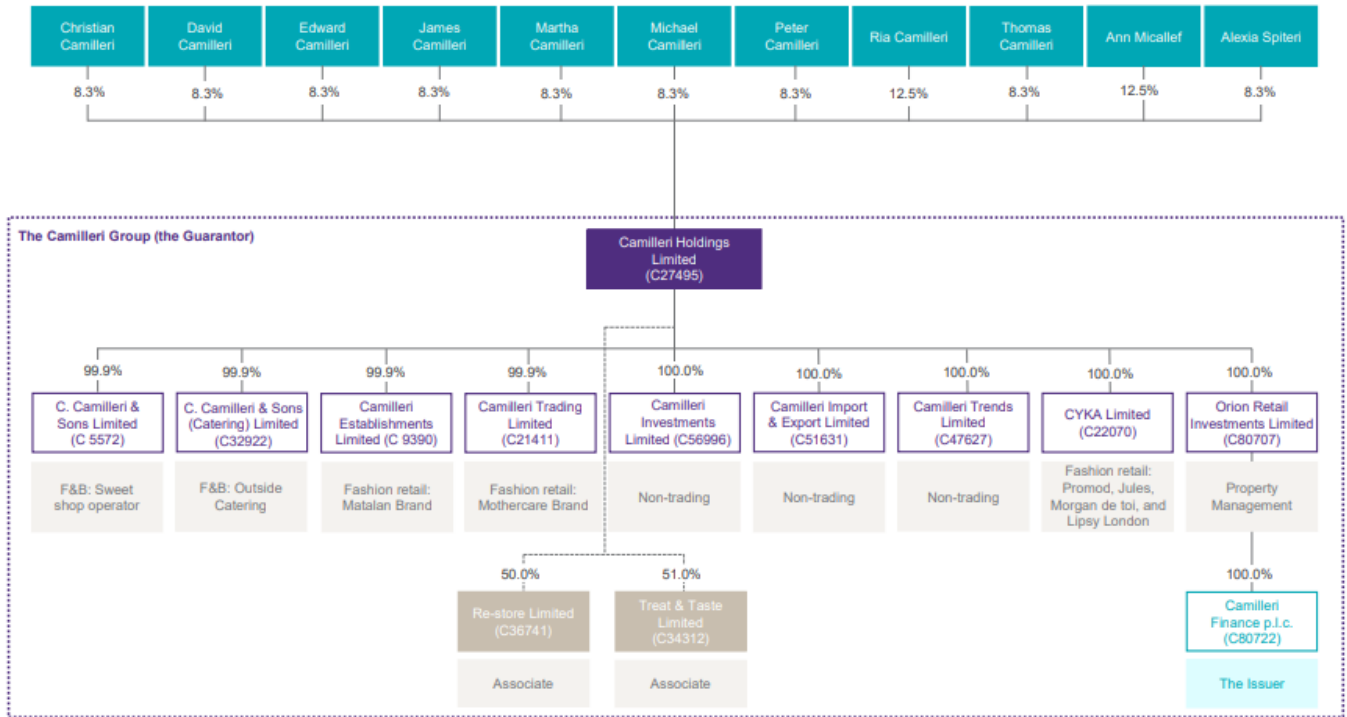 Christian
Camilleri
David
Camilleri
Edward
Camilleri
James
Camilleri
Martha
Camilleri
Michael
Camilleri
Peter
Camilleri
Ria Camilleri
Thomas
Camilleri
Ann Micallef
Alexia Spiteri
8.3%
8.3%
8.3%
8.3%
8.3%
8.3%
8.3%
12.5%
8.3%
12.5%
8.3%
The Camilleri Group (the Guarantor)
Camilleri Holdings
Limited
(C27495)
99.9%
99.9%
99.9%
99.9%
100.0%
100.0%
100.0%
100.0%
100.0%
C. Camilleri &
Sons Limited
(C 5572)
C. Camilleri & Sons
(Catering) Limited
(C32922)
Camilleri
Establishments
Limited (C 9390)
Camilleri Trading
Limited
(C21411)
Camilleri
Investments
Limited (C56996)
Camilleri Import
& Export Limited
(C51631)
Camilleri Trends
Limited
(C47627)
CYKA Limited
(C22070)
Orion Retail
Investments Limited
(C80707)
F&B: Sweet
shop operator
F&B: Outside
Catering
Fashion retail:
Matalan Brand
Fashion retail:
Mothercare Brand
Non-trading
Non-trading
Non-trading
Fashion retail:
Promod, Jules,
Morgan de toi, and
Lipsy London
Property
Management
50.0%
51.0%
100.0%
Re-store Limited
(C36741)
Treat & Taste
Limited
(C34312)
Camilleri
Finance p.l.c.
(C80722)
Associate
Associate
The Issuer